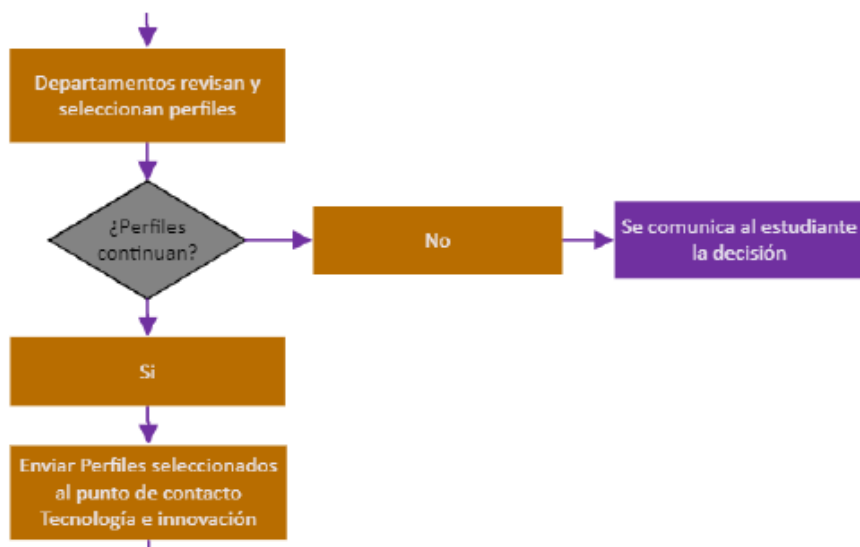 Departamentos revisan y
seleccionan perfiles
¿Perfiles
continuan?
No
Se comunica al estudiante
la decisión
Si
Enviar Perfiles seleccionados
al punto de contacto
Tecnología e innovación